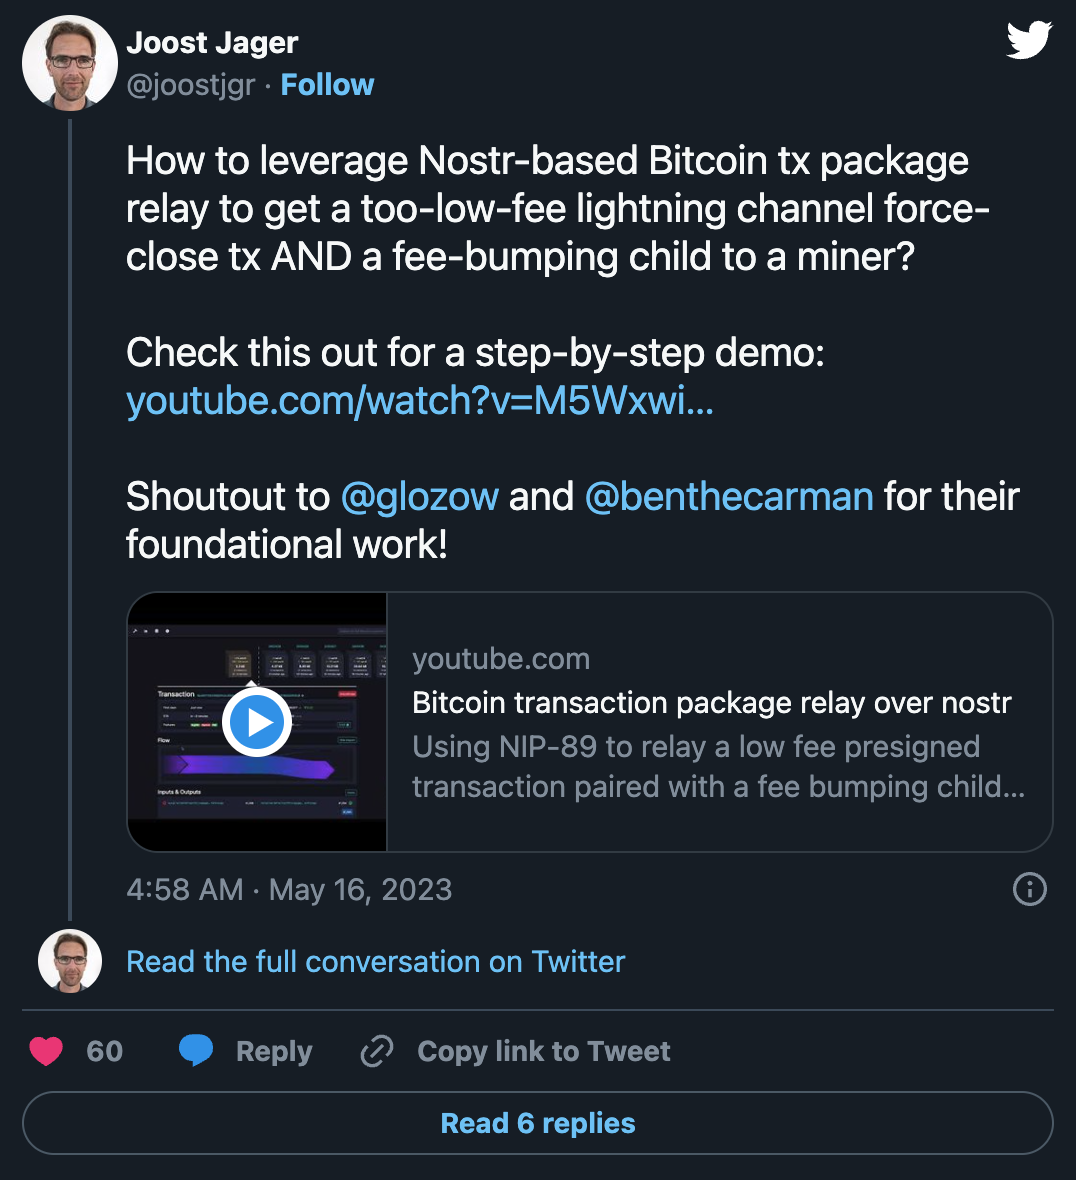 Joost Jager
@joostjgr · Follow
How to leverage Nostr-based Bitcoin tx package
relay to get a too-low-fee lightning channel force-
close tx AND a fee-bumping child to a miner?
Check this out for a step-by-step demo:
youtube.com/watch?v=M5Wxwi...
Shoutout to @glozow and @benthecarman for their
foundational work!
Transaction
Flow
Inputs & Outputs
youtube.com
Bitcoin transaction package relay over nostr
Using NIP-89 to relay a low fee presigned
transaction paired with a fee bumping child...
4:58 AM · May 16, 2023
Read the full conversation on Twitter
60 Reply Copy link to Tweet
Read 6 replies